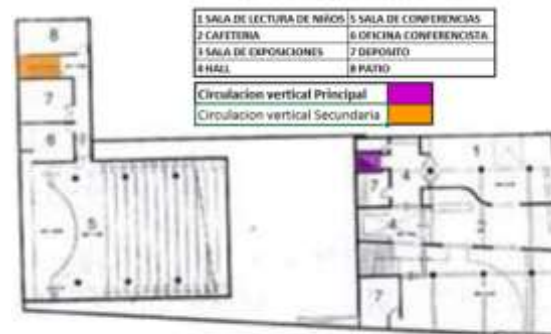 1 SALA DE LECTURA DE NIÑOS 5 SALA DE CONFERENCIAS
2 CAFETERIA 6 OFICINA CONFERENCISTA
3 SALA DE EXPOSICIONES 7 DEPOSITO
4 HALL 8 PATIO
Circulacion vertical Principal
Circulacion vertical Secundaria
8
7
6
5
1
4
7
7